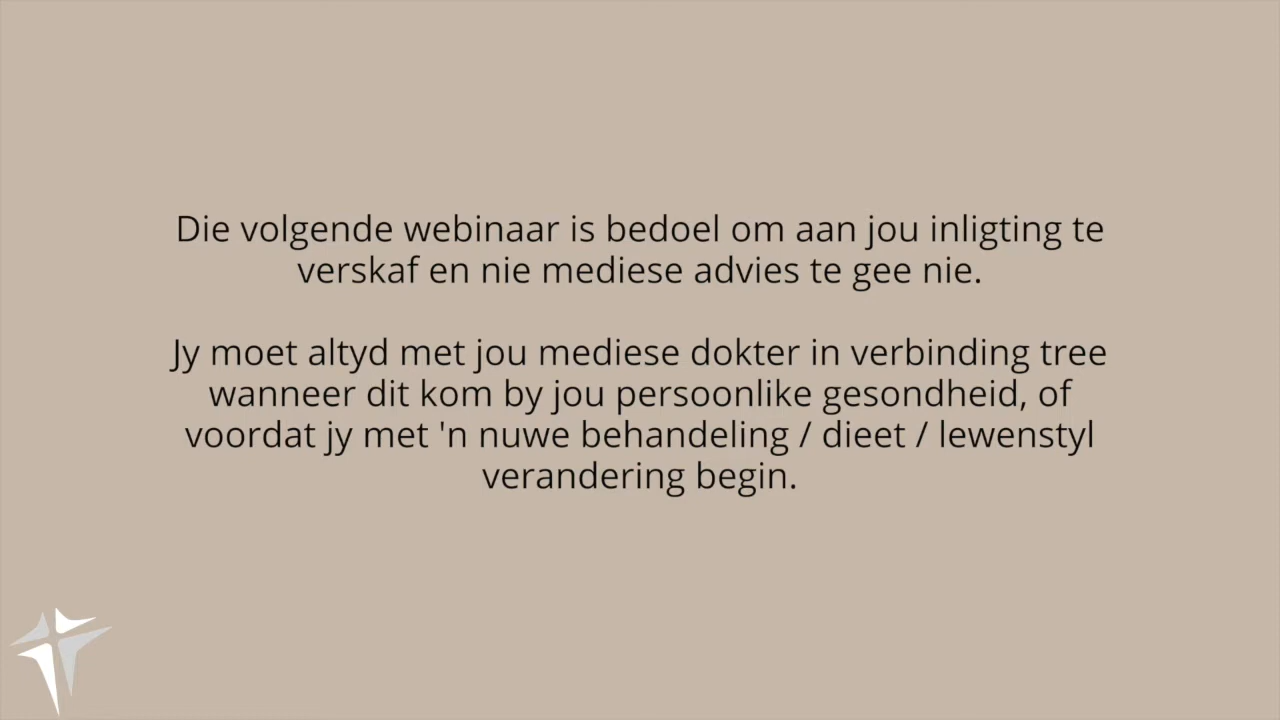 Die volgende webinaar is bedoel om aan jou inligting te
verskaf en nie mediese advies te gee nie.
Jy moet altyd met jou mediese dokter in verbinding tree
wanneer dit kom by jou persoonlike gesondheid, of
voordat jy met 'n nuwe behandeling / dieet / lewenstyl
verandering begin.